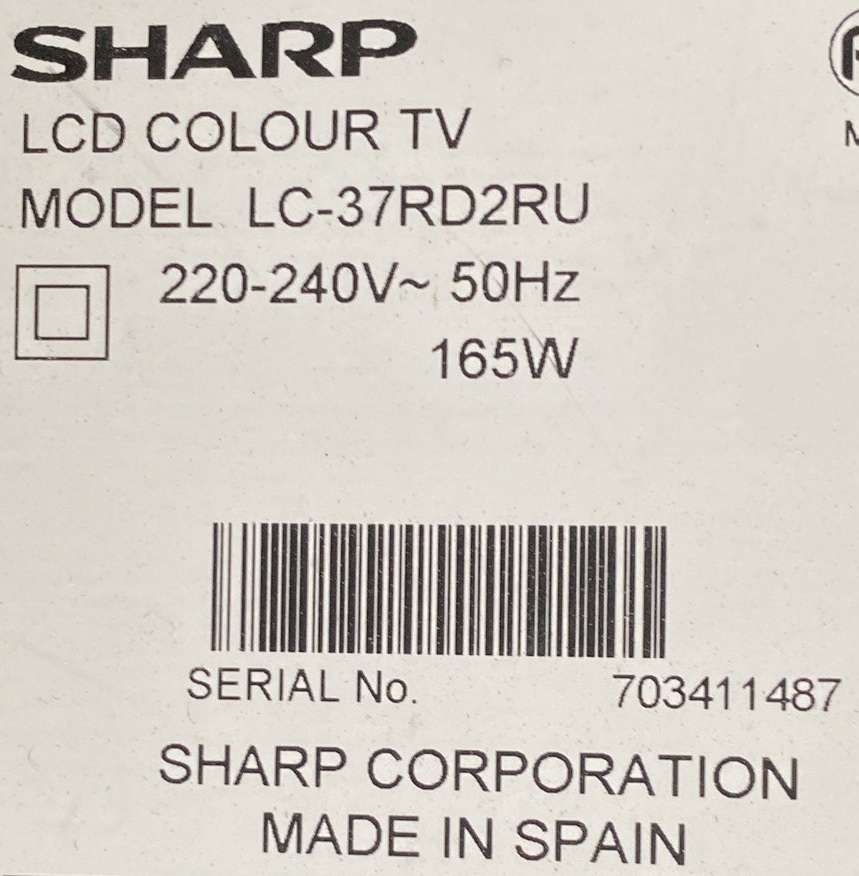 SHARP
LCD COLOUR TV
MODEL LC-37RD2RU
220-240V~ 50Hz
165W
SERIAL No. 703411487
SHARP CORPORATION
MADE IN SPAIN